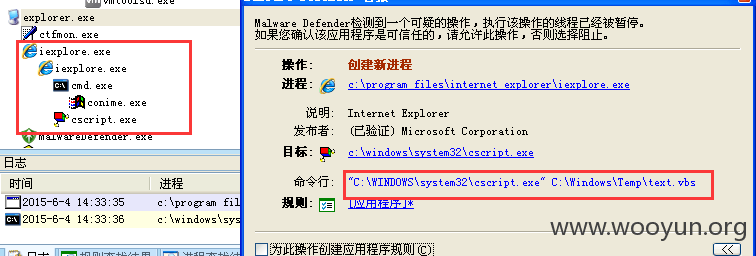 vmtoolsd.exe
explorer.exe
ctfmon.exe
iexplore.exe
iexplore.exe
cmd.exe
conime.exe
cscript.exe
MalwareDefender.exe
日志
时间 进程
2015-6-4 14:33:35 c:\program fil
2015-6-4 14:33:36 c:\windows\sys
日志
Malware Defender检测到一个可疑的操作，执行该操作的线程已经被暂停。
如果您确认该应用程序是可信任的，请允许此操作，否则选择阻止。
操作: 创建新进程
进程: c:\program files\internet explorer\iexplore.exe
说明: Internet Explorer
发布者: (已验证) Microsoft Corporation
目标: c:\windows\system32\cscript.exe
命令行: "C:\WINDOWS\system32\cscript.exe" C:\Windows\Temp\text.vbs
规则: [应用程序]*
www.wooyun.org
为此操作创建应用程序规则(C)
<<